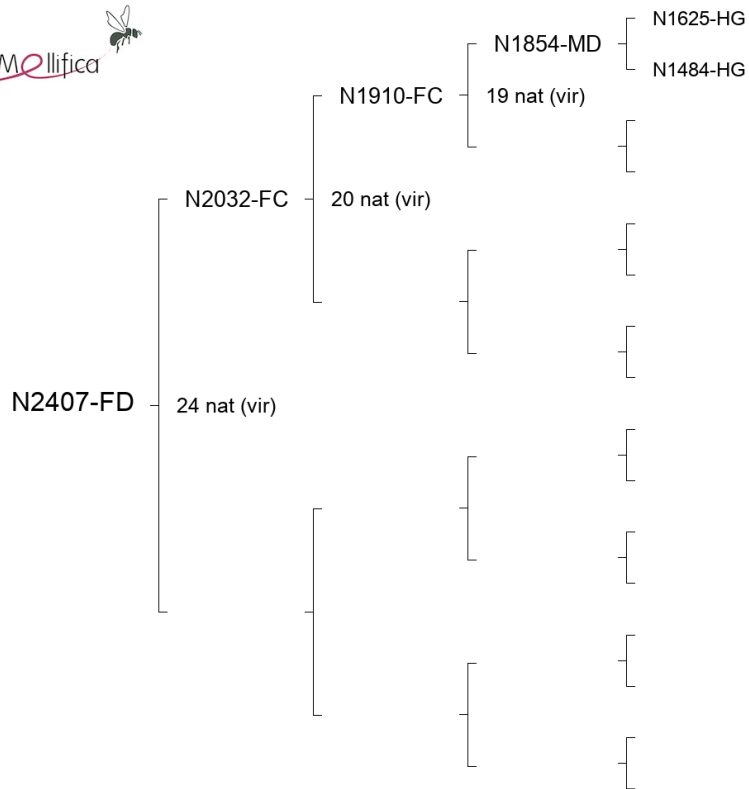 Mellifica
N1625-HG
N1854-MD
N1484-HG
N1910-FC
19 nat (vir)
N2032-FC
20 nat (vir)
N2407-FD
24 nat (vir)